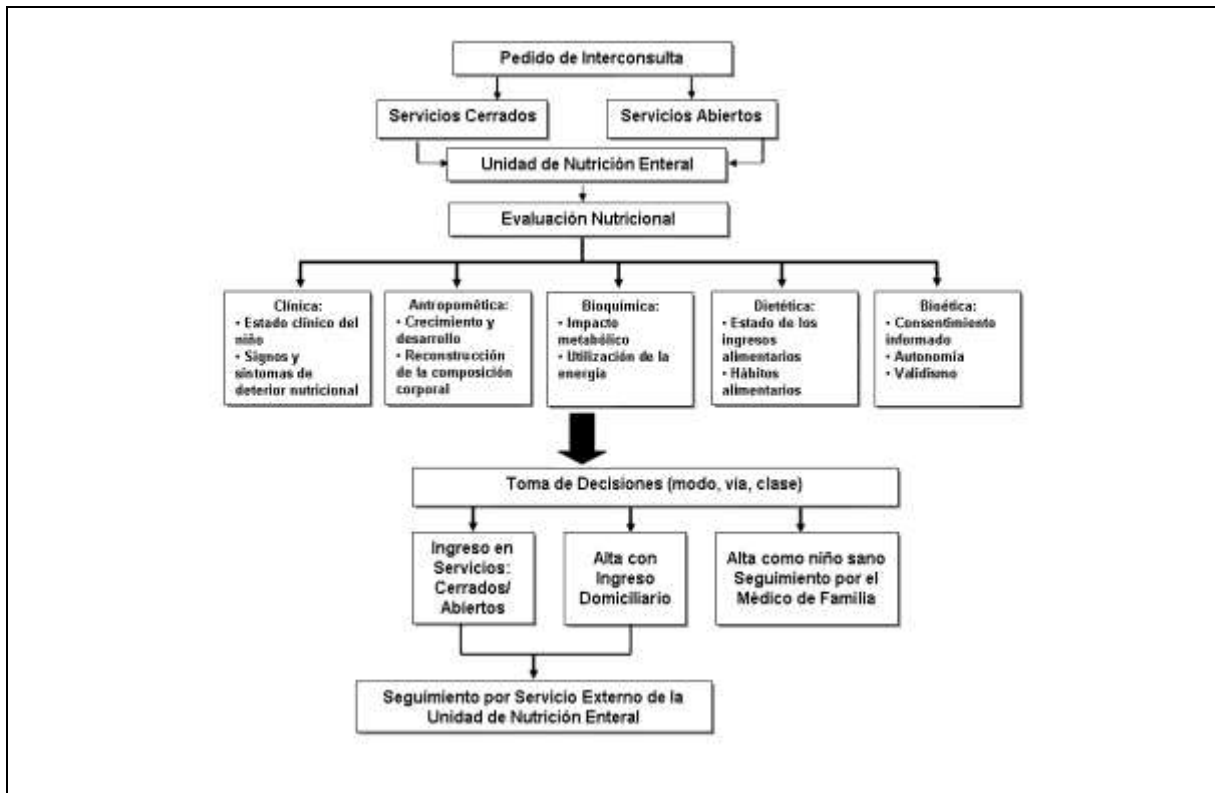 Pedido de Interconsulta
Servicios Cerrados
Servicios Abiertos
Unidad de Nutrición Enteral
Evaluación Nutricional
Clínica:
• Estado clínico del
niño
• Signos y
síntomas de
deterior nutricional
Antropomética:
• Crecimiento y
desarrollo
• Reconstrucción
de la composición
corporal
Bioquímica:
• Impacto
metabólico
• Utilización de la
energía
Dietética:
• Estado de los
ingresos
alimentarios
• Hábitos
alimentarios
Bioética:
• Consentimiento
informado
• Autonomía
• Validismo
Toma de Decisiones (modo, vía, clase)
Ingreso en
Servicios:
Cerrados/
Abiertos
Alta con
Ingreso
Domiciliario
Alta como niño sano
Seguimiento por el
Médico de Familia
Seguimiento por Servicio Externo de la
Unidad de Nutrición Enteral